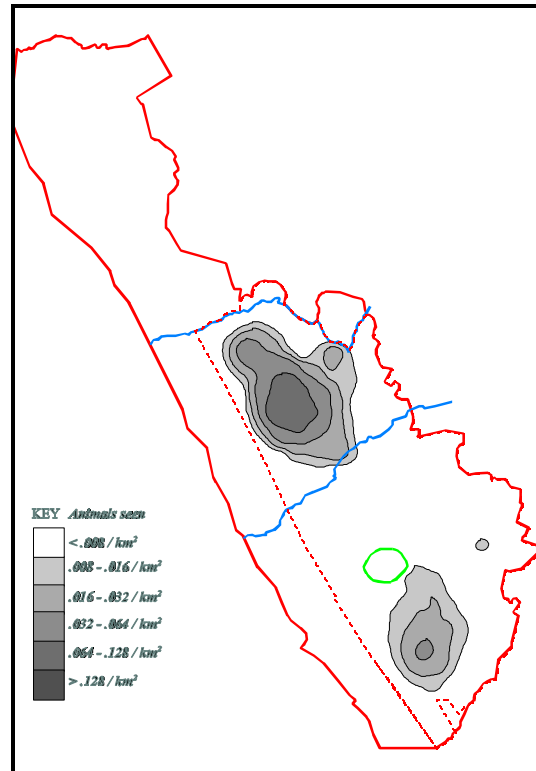 KEY Animals seen
< .008 / km²
.008 - .016 / km²
.016 - .032 / km²
.032 - .064 / km²
.064 - .128 / km²
> .128 / km²